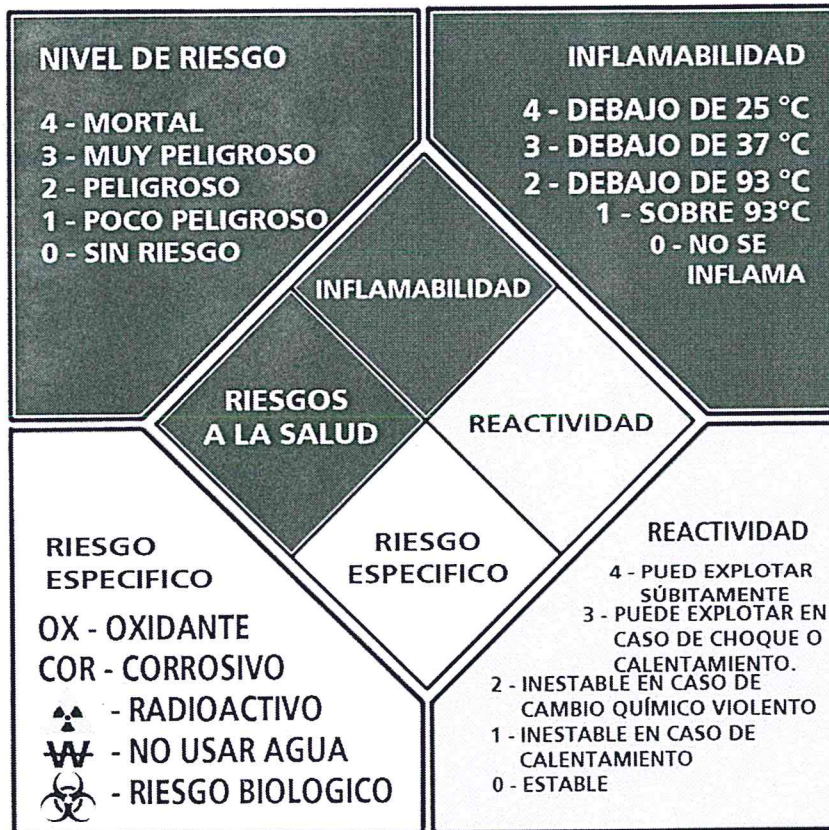 NIVEL DE RIESGO
4 - MORTAL
3 - MUY PELIGROSO
2 - PELIGROSO
1 - POCO PELIGROSO
0 - SIN RIESGO
INFLAMABILIDAD
4 - DEBAJO DE 25 °C
3 - DEBAJO DE 37 °C
2 - DEBAJO DE 93 °C
1 - SOBRE 93°C
0 - NO SE
INFLAMA
INFLAMABILIDAD
RIESGOS
A LA SALUD
REACTIVIDAD
RIESGO
ESPECIFICO
RIESGO
ESPECIFICO
OX - OXIDANTE
COR - CORROSIVO
- RADIOACTIVO
W - NO USAR AGUA
- RIESGO BIOLOGICO
REACTIVIDAD
4 - PUED EXPLOTAR
SÚBITAMENTE
3 - PUEDE EXPLOTAR EN
CASO DE CHOQUE O
CALENTAMIENTO.
2 - INESTABLE EN CASO DE
CAMBIO QUÍMICO VIOLENTO
1 - INESTABLE EN CASO DE
CALENTAMIENTO
0 - ESTABLE